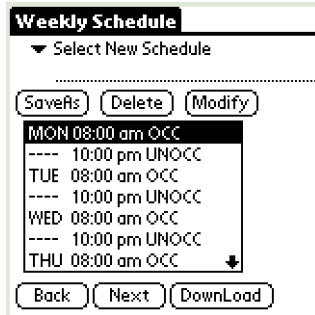 Weekly Schedule
Select New Schedule
SaveAs Delete Modify
MON 08:00 am OCC
---- 10:00 pm UNOCC
TUE 08:00 am OCC
---- 10:00 pm UNOCC
WED 08:00 am OCC
---- 10:00 pm UNOCC
THU 08:00 am OCC
Back Next DownLoad